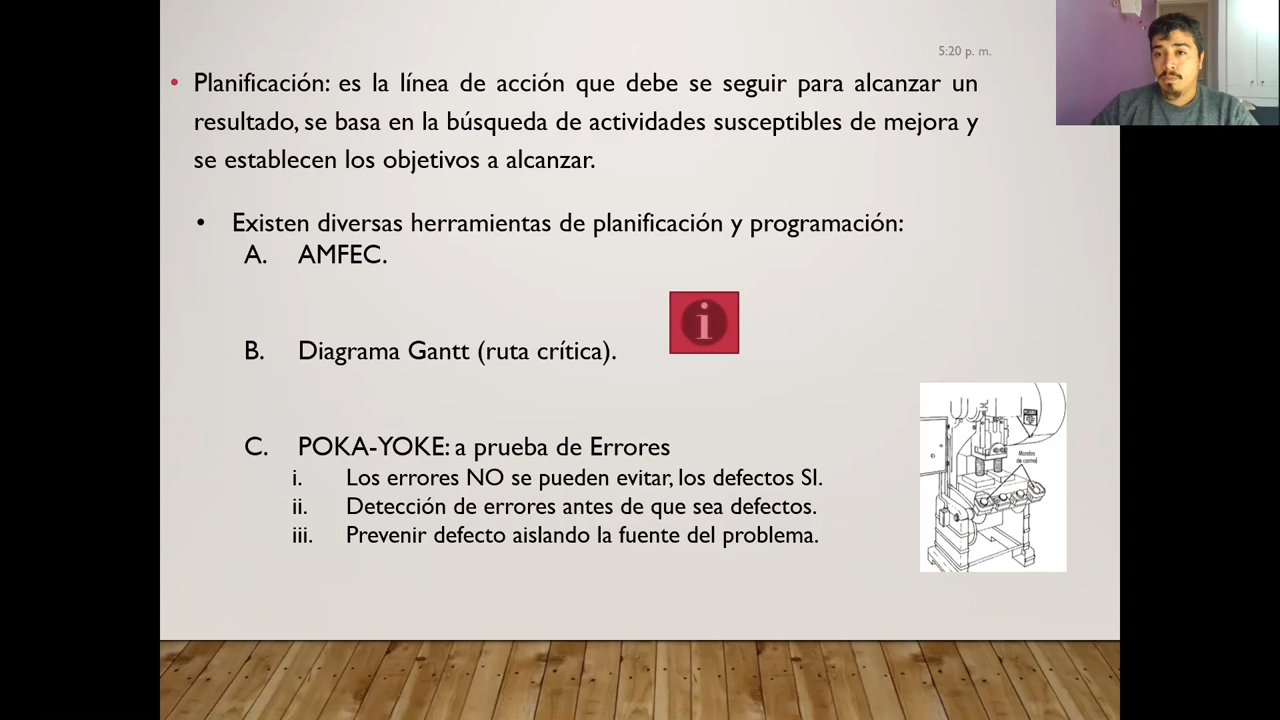 5:20 p. m.
• Planificación: es la línea de acción que debe se seguir para alcanzar un
resultado, se basa en la búsqueda de actividades susceptibles de mejora y
se establecen los objetivos a alcanzar.
• Existen diversas herramientas de planificación y programación:
A. AMFEC.
i
B. Diagrama Gantt (ruta crítica).
C. POKA-YOKE: a prueba de Errores
i. Los errores NO se pueden evitar, los defectos SI.
ii. Detección de errores antes de que sea defectos.
iii. Prevenir defecto aislando la fuente del problema.
Mandos
de control